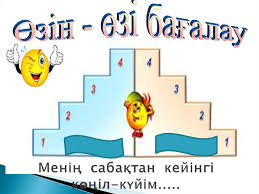 Өзін - өзі бағалау
4 4
3 3
2 2
1 1
Менің сабақтан кейінгі
көңіл-күйім.....